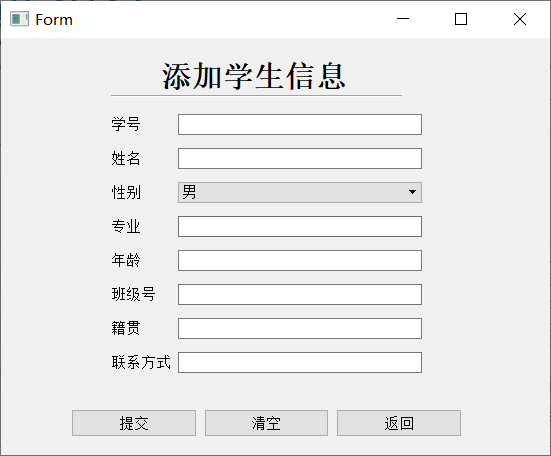 Form
添加学生信息
学号
姓名
性别 男
专业
年龄
班级号
籍贯
联系方式
提交 清空 返回